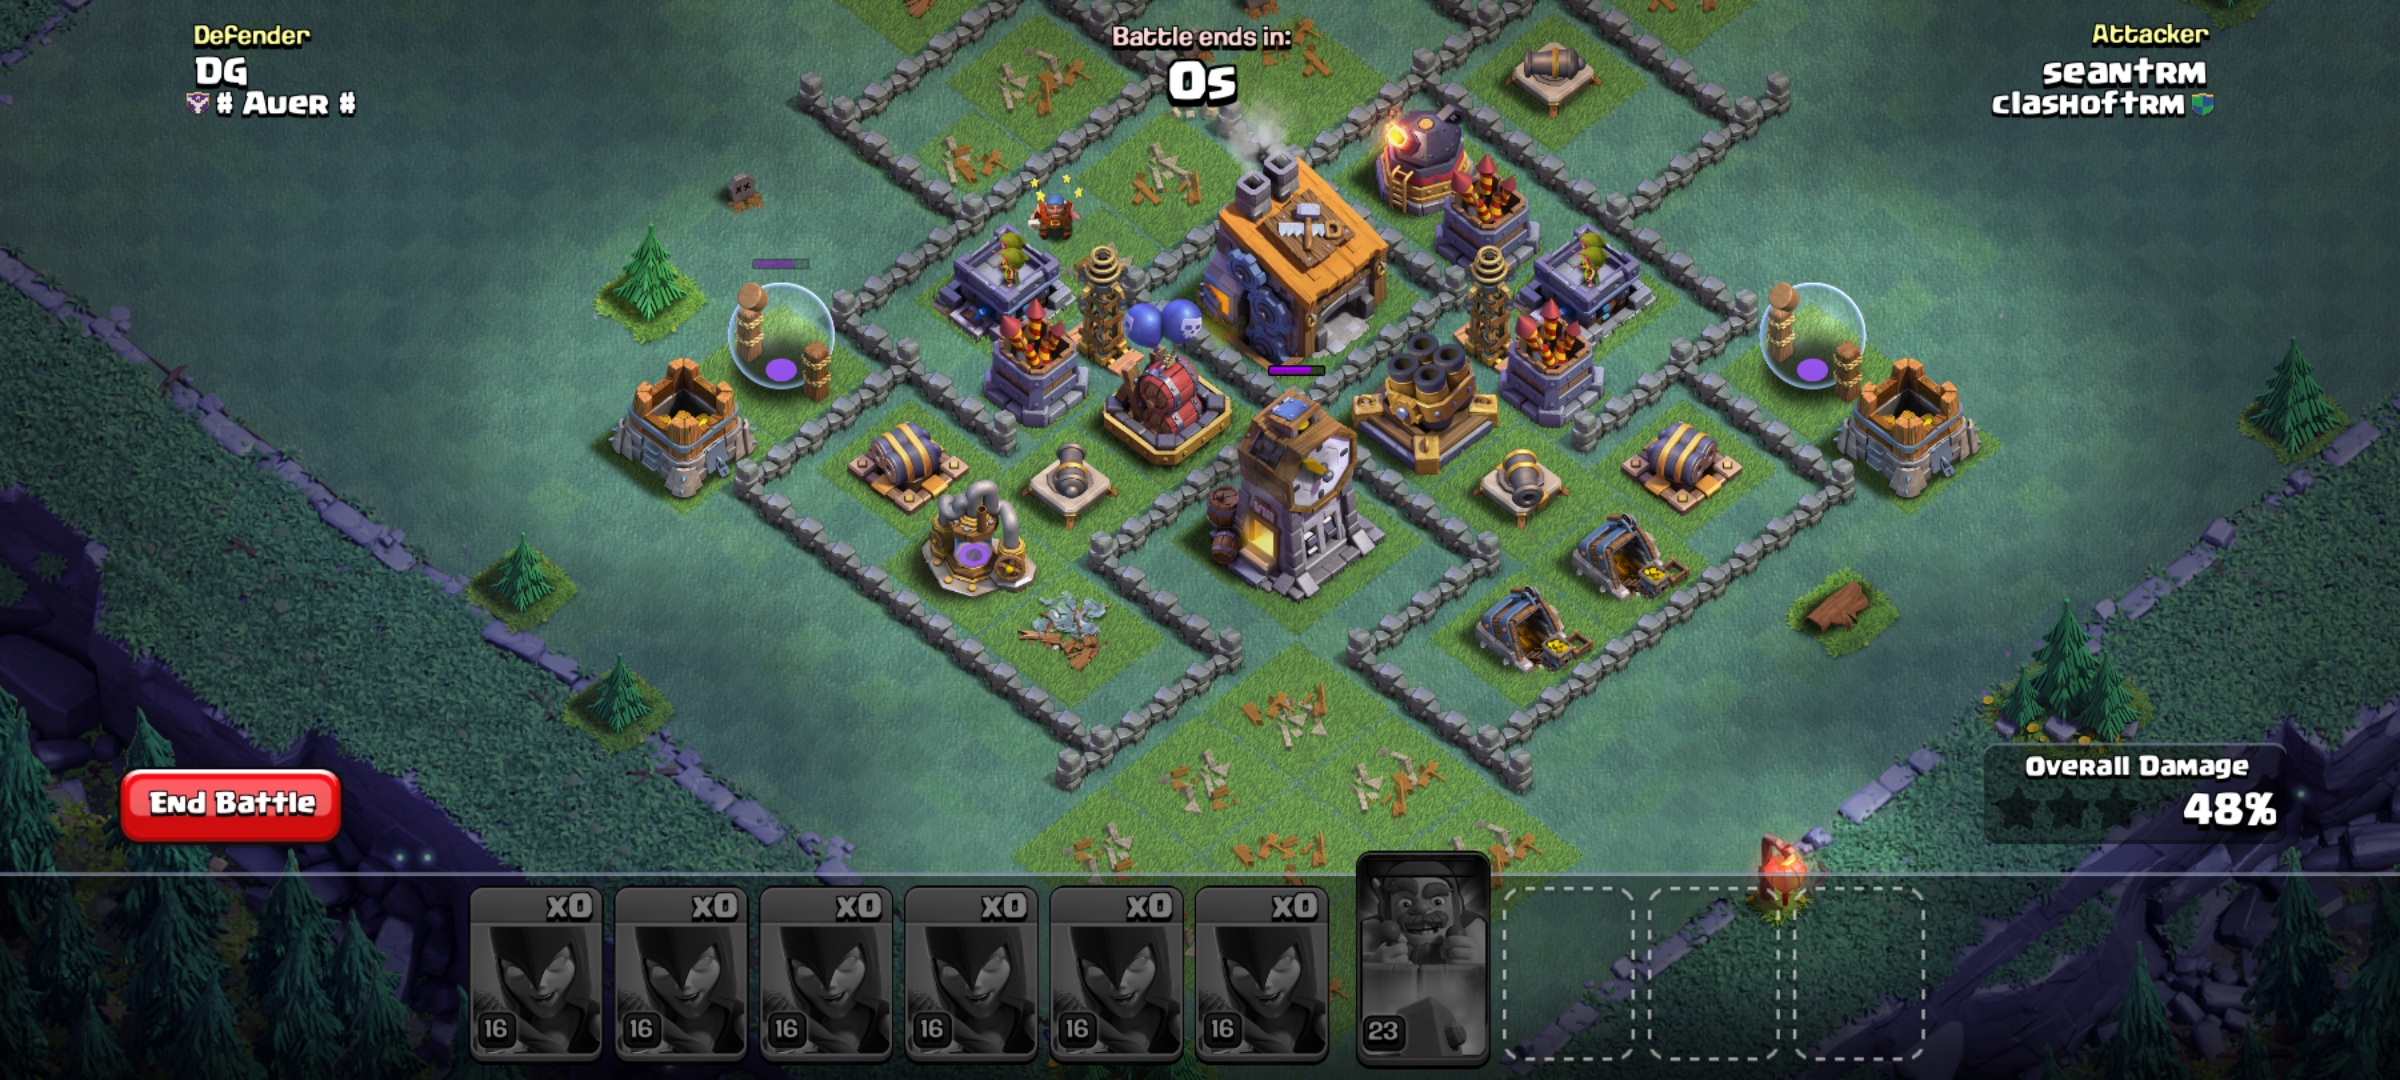 Defender
DG
# Auer #
Battle ends in:
0s
Attacker
seantRM
clashoftRM
End Battle
Overall Damage
48%
x0
x0
x0
x0
x0
x0
16
16
16
16
16
16
23
VIII